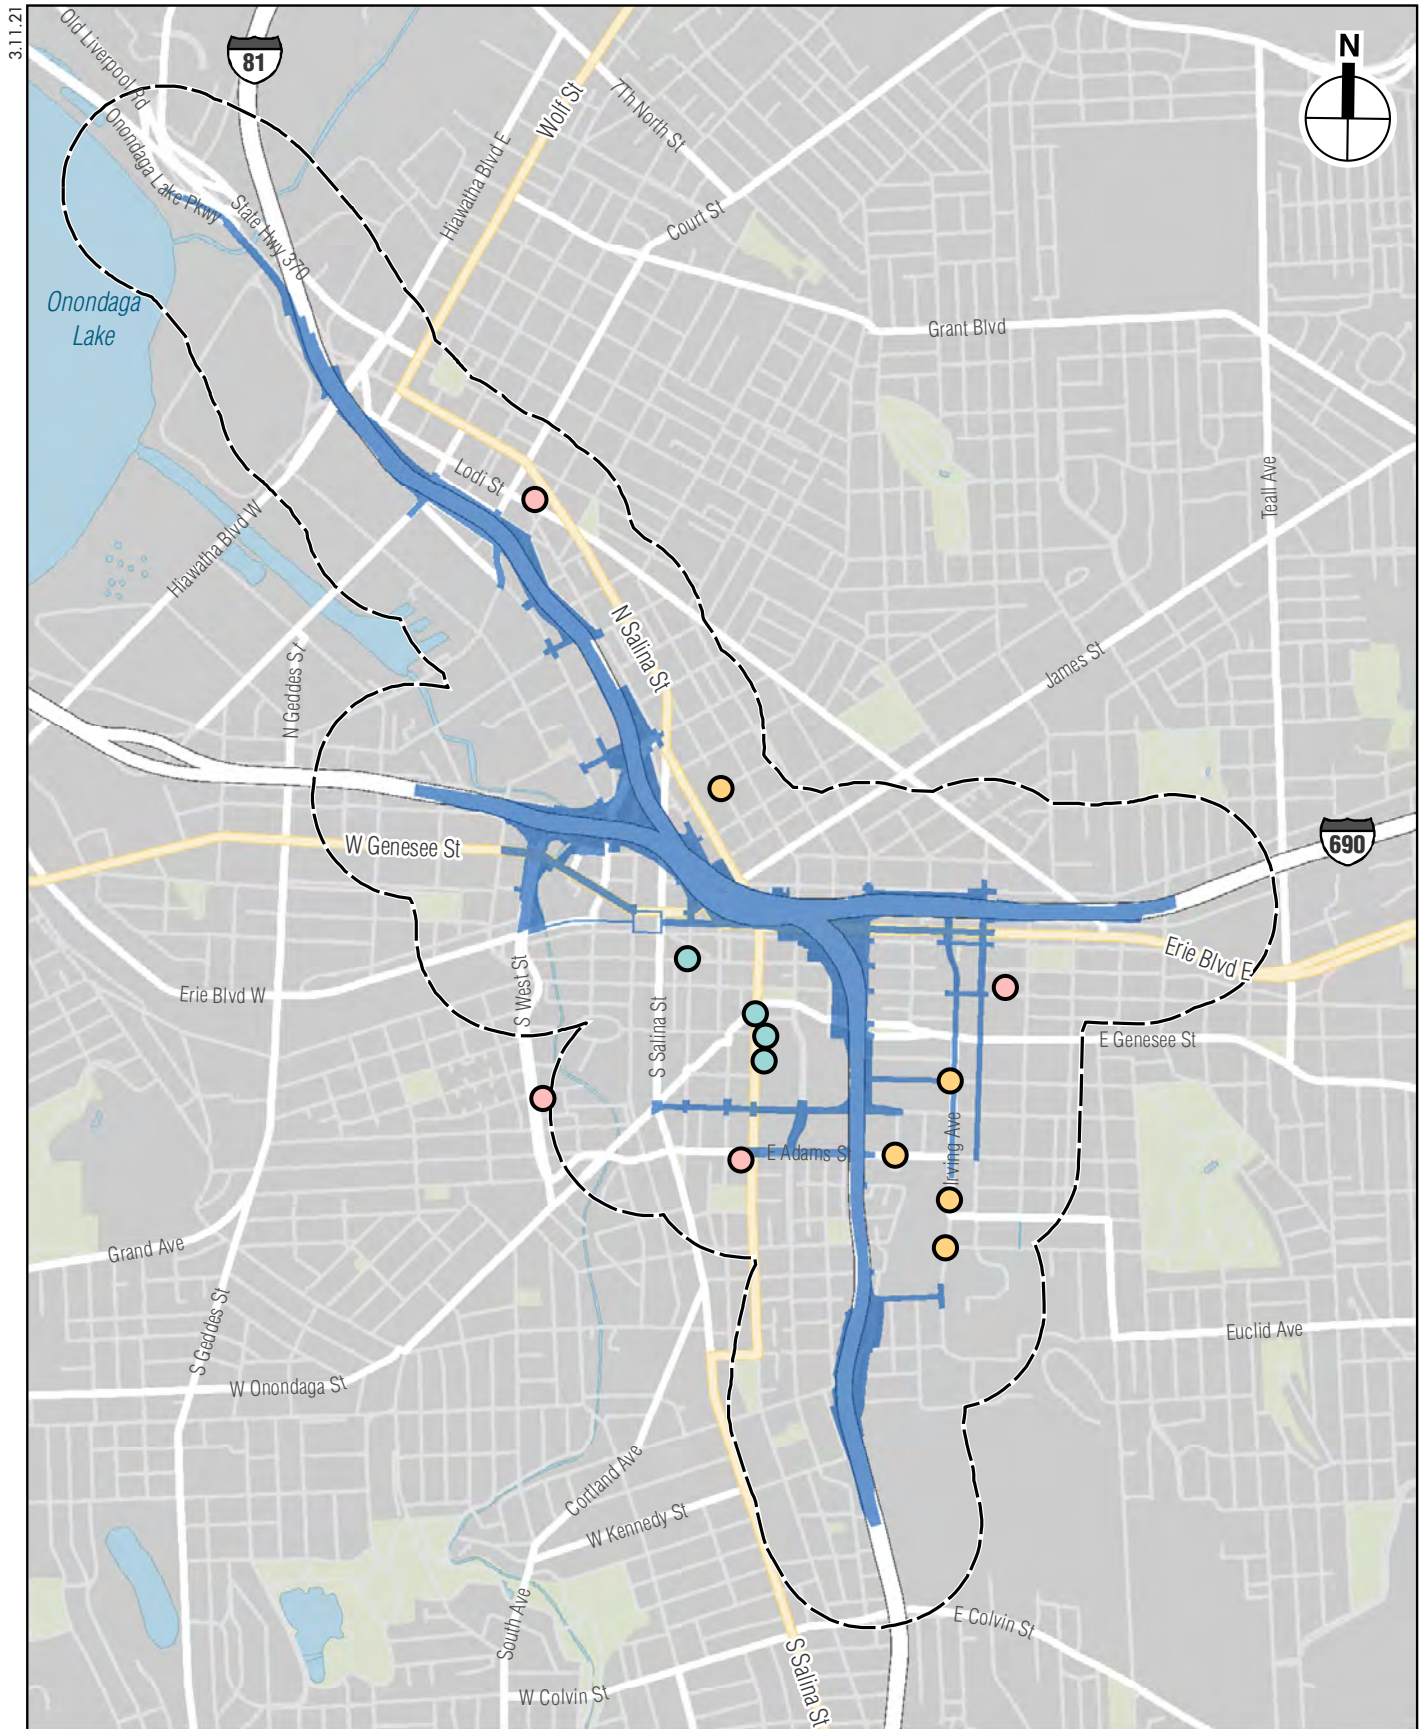 3.11.21
Old Liverpool Rd
81
N
Wolf St
7Th North St
Hiawatha Blvd E
Onondaga Lake Pkwy
State Hwy 370
Court St
Onondaga
Lake
Grant Blvd
Lodi St
Teall Ave
Hiawatha Blvd W
N Salina St
N Geddes St
James St
690
W Genesee St
Erie Blvd E
Erie Blvd W
S West St
S Salina St
E Genesee St
Irving Ave
E Adams St
Grand Ave
S Geddes St
Euclid Ave
W Onondaga St
Cortland Ave
W Kennedy St
South Ave
E Colvin St
S Salina St
W Colvin St